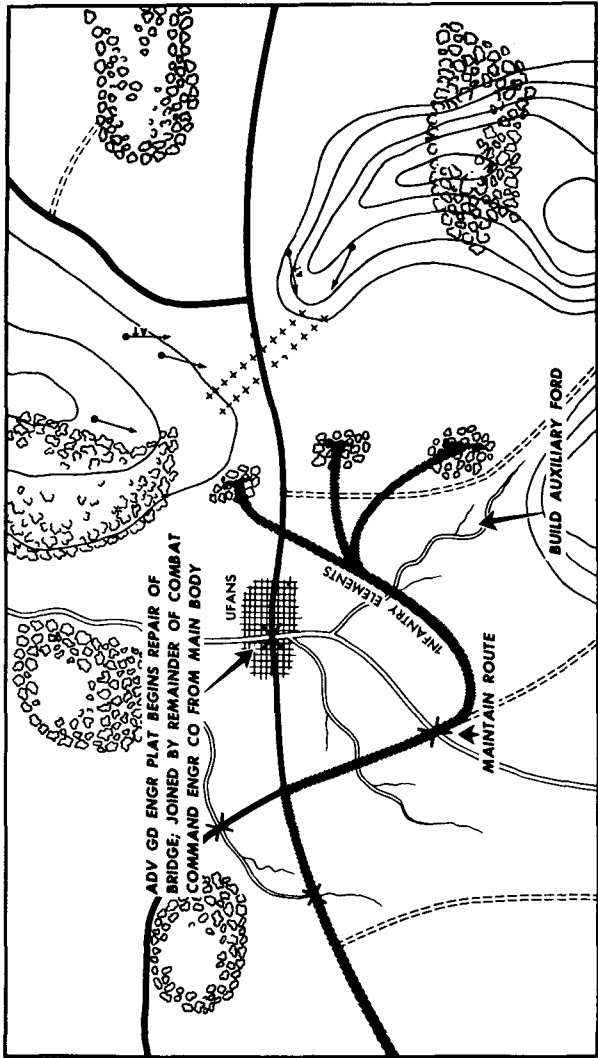 ADV GD ENGR PLAT BEGINS REPAIR OF
BRIDGE; JOINED BY REMAINDER OF COMBAT
COMMAND ENGR CO FROM MAIN BODY
UFANS
INFANTRY ELEMENTS
MAINTAIN ROUTE
BUILD AUXILIARY FORD
AT
AT